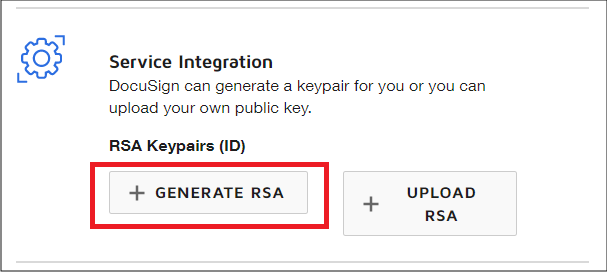 Service Integration
DocuSign can generate a keypair for you or you can
upload your own public key.
RSA Keypairs (ID)
+ GENERATE RSA
+ UPLOAD
RSA